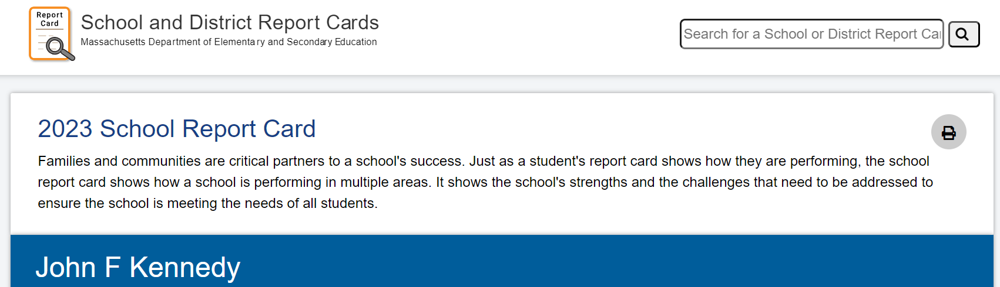 Report
Card
School and District Report Cards
Massachusetts Department of Elementary and Secondary Education
Search for a School or District Report Ca
2023 School Report Card
Families and communities are critical partners to a school's success. Just as a student's report card shows how they are performing, the school
report card shows how a school is performing in multiple areas. It shows the school's strengths and the challenges that need to be addressed to
ensure the school is meeting the needs of all students.
John F Kennedy